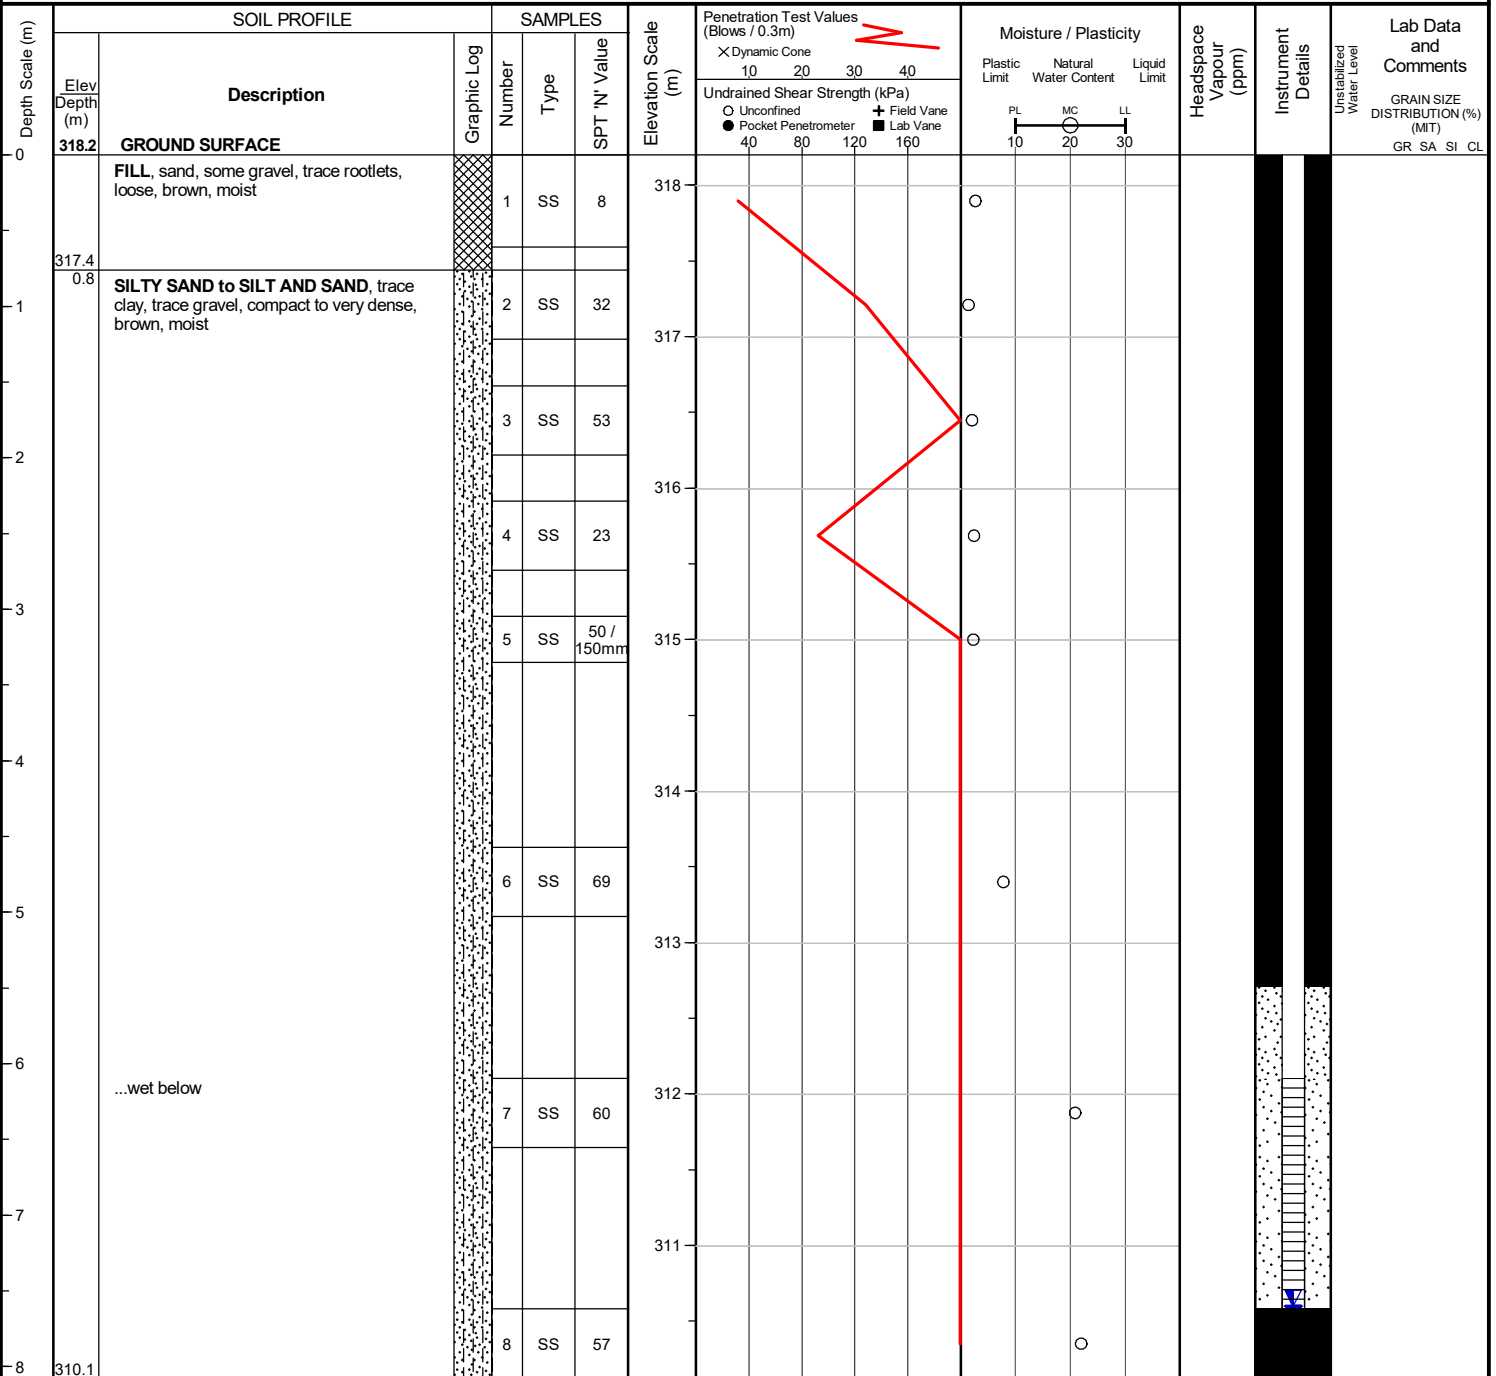 SOIL PROFILE
SAMPLES
Depth Scale (m)
Elev
Depth
(m)
Description
Graphic Log
Number
Type
SPT 'N' Value
Elevation Scale
(m)
Penetration Test Values
(Blows / 0.3m)
Dynamic Cone
10 20 30 40
Undrained Shear Strength (kPa)
Unconfined
Field Vane
Pocket Penetrometer
Lab Vane
40 80 120 160
Moisture / Plasticity
Plastic
Limit
Natural
Water Content
Liquid
Limit
PL MC LL
10 20 30
Headspace
Vapour
(ppm)
Instrument
Details
Unstabilized
Water Level
Lab Data
and
Comments
GRAIN SIZE
DISTRIBUTION (%)
(MIT)
GR SA SI CL
318.2 GROUND SURFACE
0
FILL, sand, some gravel, trace rootlets,
loose, brown, moist
318
1 SS 8
317.4
0.8
SILTY SAND to SILT AND SAND, trace
clay, trace gravel, compact to very dense,
brown, moist
1
2 SS 32
317
3 SS 53
2
316
4 SS 23
3
5 SS 50 /
150mm
315
4
314
6 SS 69
5
313
6
...wet below
312
7 SS 60
7
311
8 SS 57
8
310.1